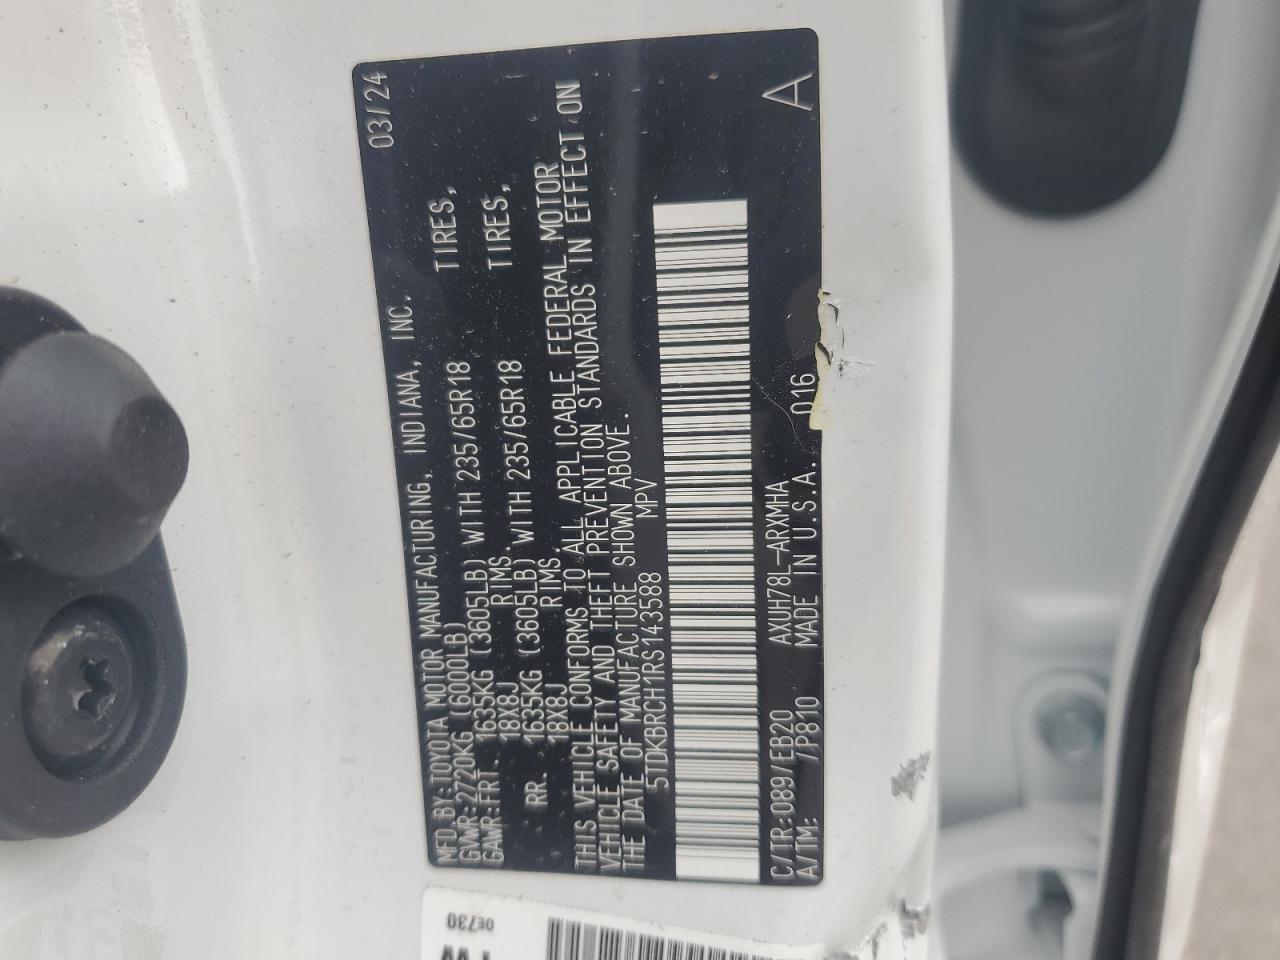 MFD. BY: TOYOTA MOTOR MANUFACTURING, INDIANA, INC. 03/24
GVWR: 2720KG (6000LB)
GAWR: FRT. 1635KG (3605LB) WITH 235/65R18 TIRES,
18X8J RIMS.
RR. 1635KG (3605LB) WITH 235/65R18 TIRES,
18X8J RIMS.
THIS VEHICLE CONFORMS TO ALL APPLICABLE FEDERAL MOTOR
VEHICLE SAFETY AND THEFT PREVENTION STANDARDS IN EFFECT ON
THE DATE OF MANUFACTURE SHOWN ABOVE.
5TDKBRCH1RS143588 MPV
C/TR: 089/EB20 AXUH78L-ARXMHA
A/TM: /P810 MADE IN U.S.A. 016
A
0E730